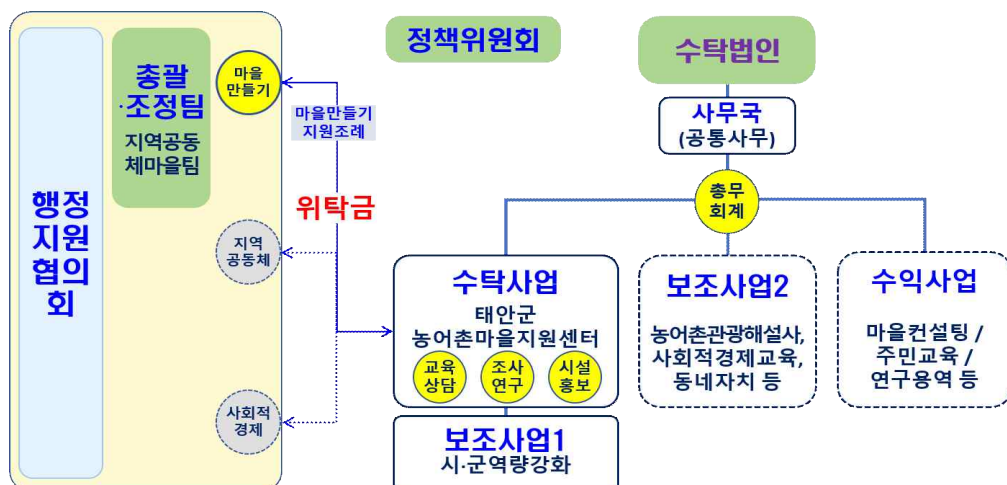 행정
지원
협의
회
총괄
·조정팀
지역공동
체마을팀
마을
만들기
지역
공동체
사회적
경제
마을만들기
지원조례
위탁금
정책위원회
수탁법인
사무국
(공통사무)
총무
회계
수탁사업
태안군
농어촌마을지원센터
교육
상담
조사
연구
시설
홍보
보조사업1
시·군역량강화
보조사업2
농어촌관광해설사,
사회적경제교육,
동네자치 등
수익사업
마을컨설팅 /
주민교육 /
연구용역 등